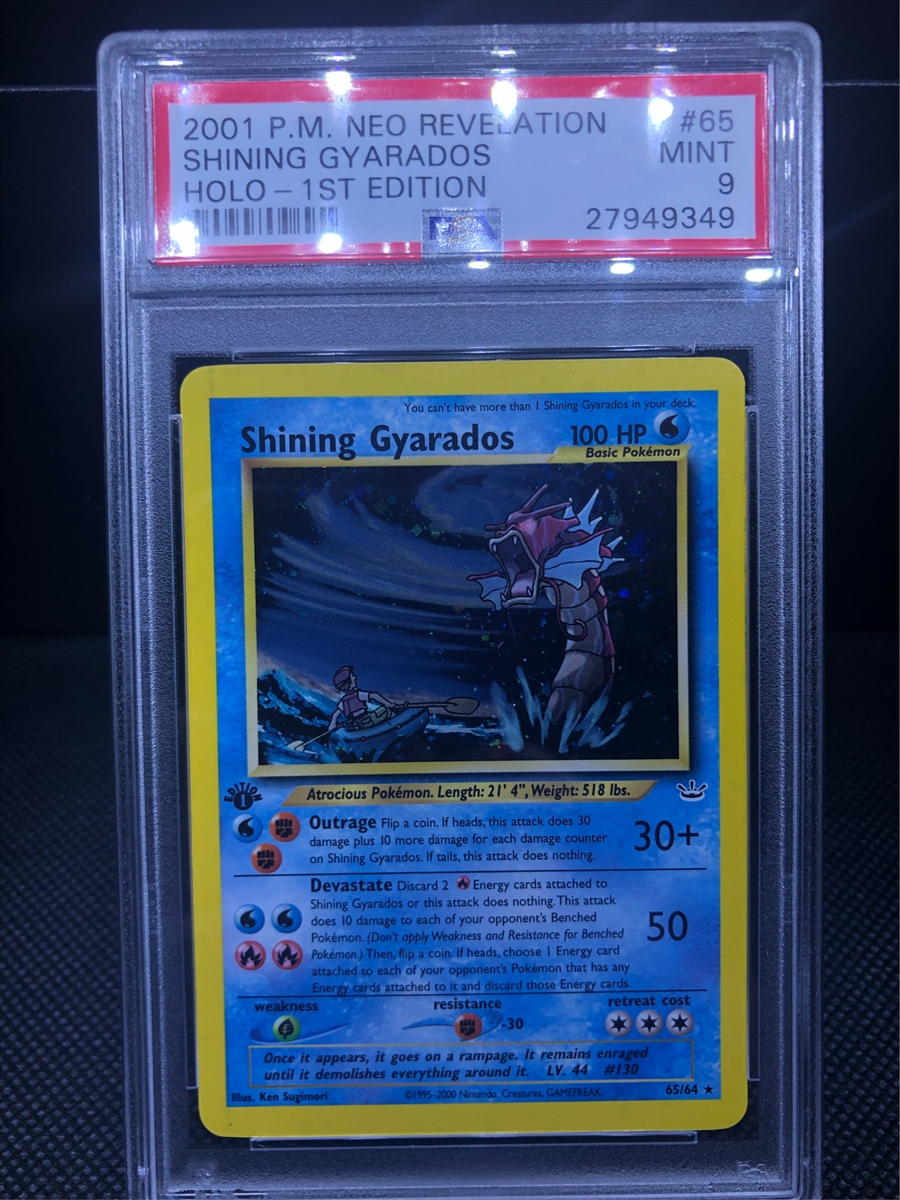 2001 P.M. NEO REVELATION #65
SHINING GYARADOS MINT
HOLO – 1ST EDITION 9
27949349
PSA
You can't have more than 1 Shining Gyarados in your deck.
Shining Gyarados 100 HP
Basic Pokémon
EDITION
1
Atrocious Pokémon. Length: 21' 4", Weight: 518 lbs.
Outrage Flip a coin. If heads, this attack does 30
damage plus 10 more damage for each damage counter
on Shining Gyarados. If tails, this attack does nothing.
30+
Devastate Discard 2 Energy cards attached to
Shining Gyarados or this attack does nothing. This attack
does 10 damage to each of your opponent's Benched
Pokémon. (Don't apply Weakness and Resistance for Benched
Pokémon.) Then, flip a coin. If heads, choose 1 Energy card
attached to each of your opponent's Pokémon that has any
Energy cards attached to it and discard those Energy cards.
50
weakness resistance retreat cost
-30
Once it appears, it goes on a rampage. It remains enraged
until it demolishes everything around it. LV. 44 #130
Illus. Ken Sugimori ©1995–2000 Nintendo, Creatures, GAMEFREAK. 65/64 ★